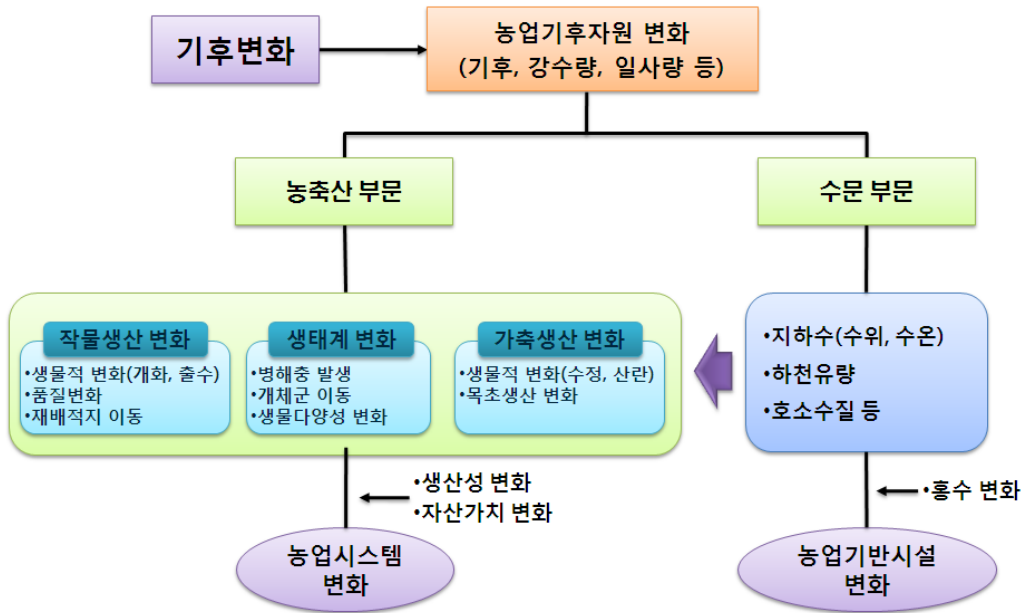 기후변화
농업기후자원 변화
(기후, 강수량, 일사량 등)
농축산 부문
수문 부문
작물생산 변화
•생물적 변화(개화, 출수)
•품질변화
•재배적지 이동
생태계 변화
•병해충 발생
•개체군 이동
•생물다양성 변화
가축생산 변화
•생물적 변화(수정, 산란)
•목초생산 변화
•지하수(수위, 수온)
•하천유량
•호소수질 등
•생산성 변화
•자산가치 변화
•홍수 변화
농업시스템
변화
농업기반시설
변화